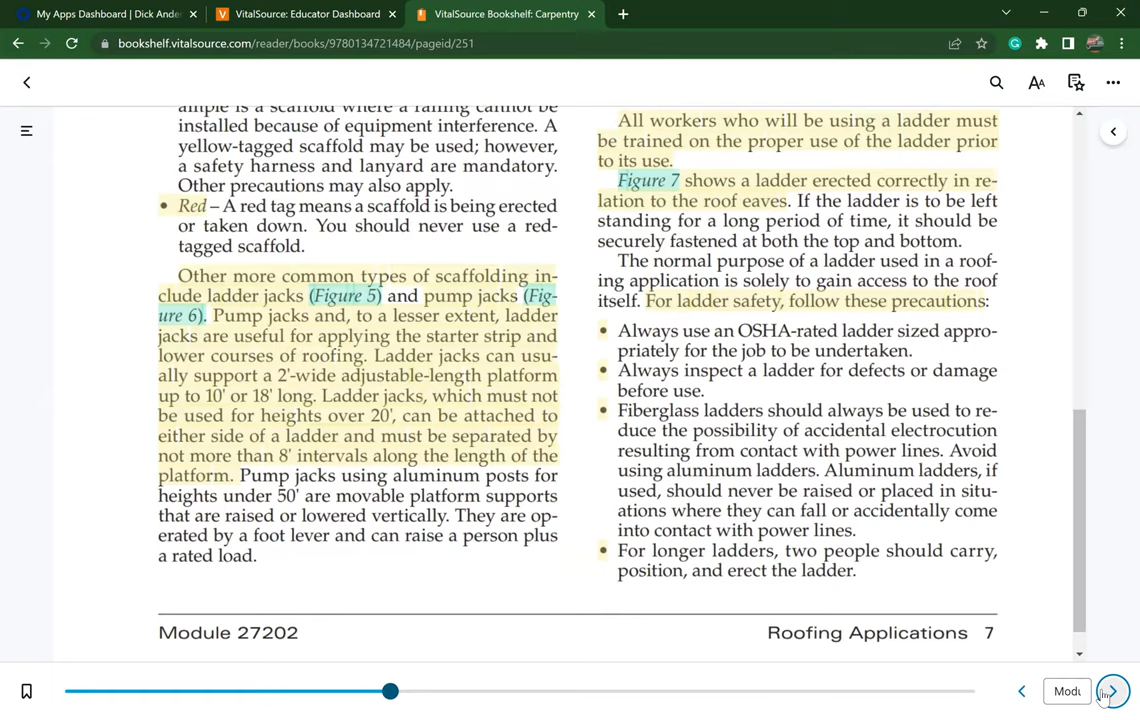 My Apps Dashboard | Dick Ander
VitalSource: Educator Dashboard
VitalSource Bookshelf: Carpentry
bookshelf.vitalsource.com/reader/books/9780134721484/pageid/251
ample is a scaffold where a railing cannot be
installed because of equipment interference. A
yellow-tagged scaffold may be used; however,
a safety harness and lanyard are mandatory.
Other precautions may also apply.
• Red – A red tag means a scaffold is being erected
or taken down. You should never use a red-
tagged scaffold.
Other more common types of scaffolding in-
clude ladder jacks (Figure 5) and pump jacks (Fig-
ure 6). Pump jacks and, to a lesser extent, ladder
jacks are useful for applying the starter strip and
lower courses of roofing. Ladder jacks can usu-
ally support a 2'-wide adjustable-length platform
up to 10' or 18' long. Ladder jacks, which must not
be used for heights over 20', can be attached to
either side of a ladder and must be separated by
not more than 8' intervals along the length of the
platform. Pump jacks using aluminum posts for
heights under 50' are movable platform supports
that are raised or lowered vertically. They are op-
erated by a foot lever and can raise a person plus
a rated load.
All workers who will be using a ladder must
be trained on the proper use of the ladder prior
to its use.
Figure 7 shows a ladder erected correctly in re-
lation to the roof eaves. If the ladder is to be left
standing for a long period of time, it should be
securely fastened at both the top and bottom.
The normal purpose of a ladder used in a roof-
ing application is solely to gain access to the roof
itself. For ladder safety, follow these precautions:
• Always use an OSHA-rated ladder sized appro-
priately for the job to be undertaken.
• Always inspect a ladder for defects or damage
before use.
• Fiberglass ladders should always be used to re-
duce the possibility of accidental electrocution
resulting from contact with power lines. Avoid
using aluminum ladders. Aluminum ladders, if
used, should never be raised or placed in situ-
ations where they can fall or accidentally come
into contact with power lines.
• For longer ladders, two people should carry,
position, and erect the ladder.
Module 27202
Roofing Applications 7
Modu